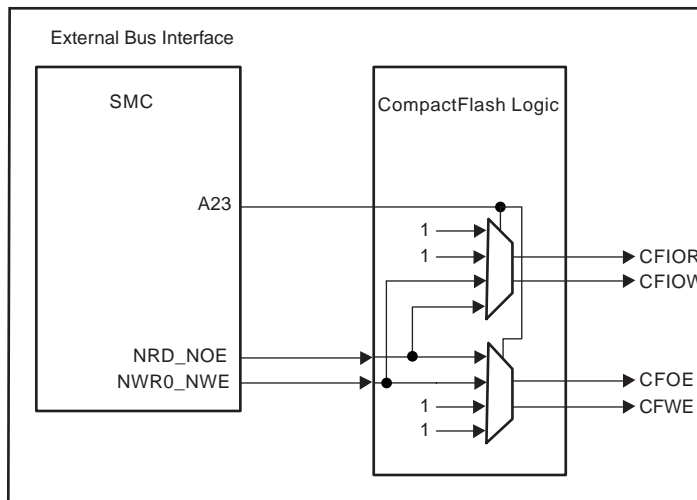 External Bus Interface
SMC
CompactFlash Logic
A23
1
1
CFIOR
CFIOW
NRD_NOE
NWR0_NWE
CFOE
1
CFWE
1